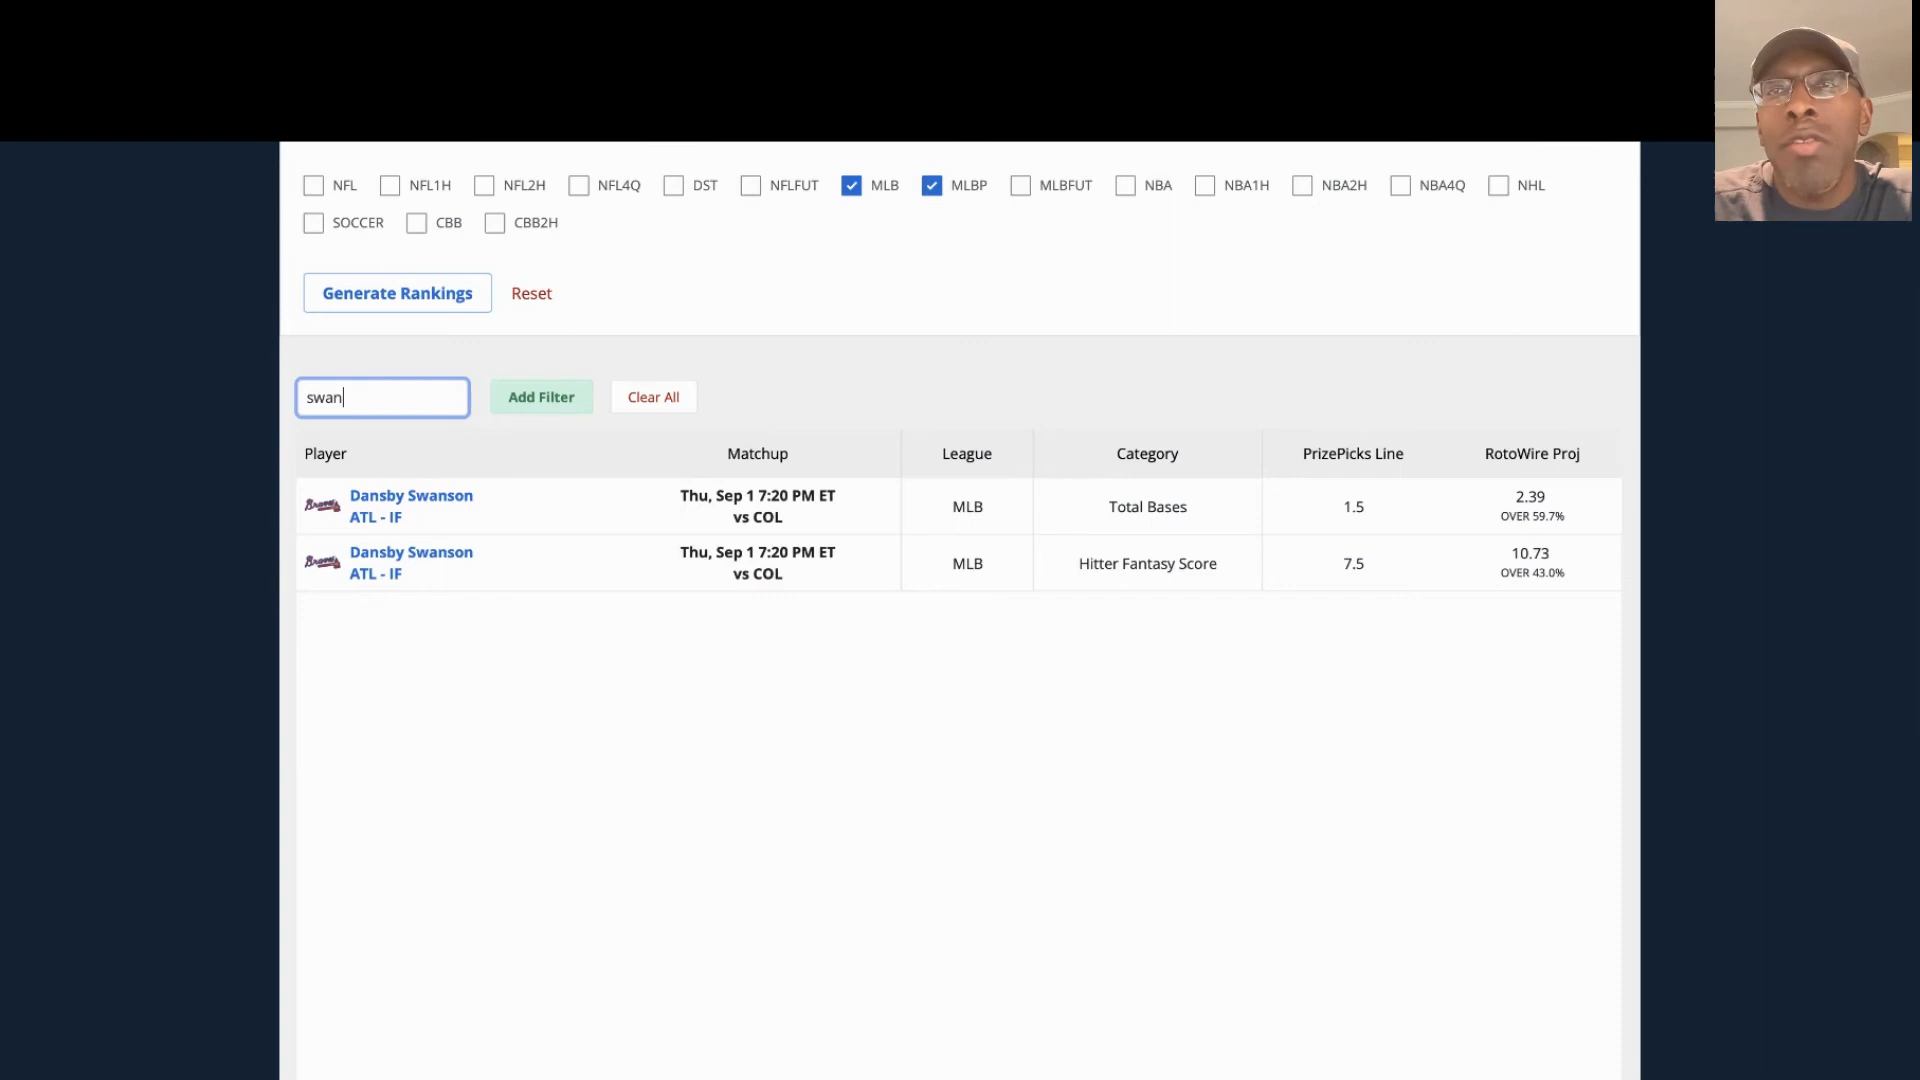 NFL NFL1H NFL2H NFL4Q DST NFLFUT MLB MLBP MLBFUT NBA NBA1H NBA2H NBA4Q NHL
SOCCER CBB CBB2H
Generate Rankings Reset
swan Add Filter Clear All
Player Matchup League Category PrizePicks Line RotoWire Proj
Braves Dansby Swanson Thu, Sep 1 7:20 PM ET MLB Total Bases 1.5 2.39
ATL - IF vs COL OVER 59.7%
Braves Dansby Swanson Thu, Sep 1 7:20 PM ET MLB Hitter Fantasy Score 7.5 10.73
ATL - IF vs COL OVER 43.0%